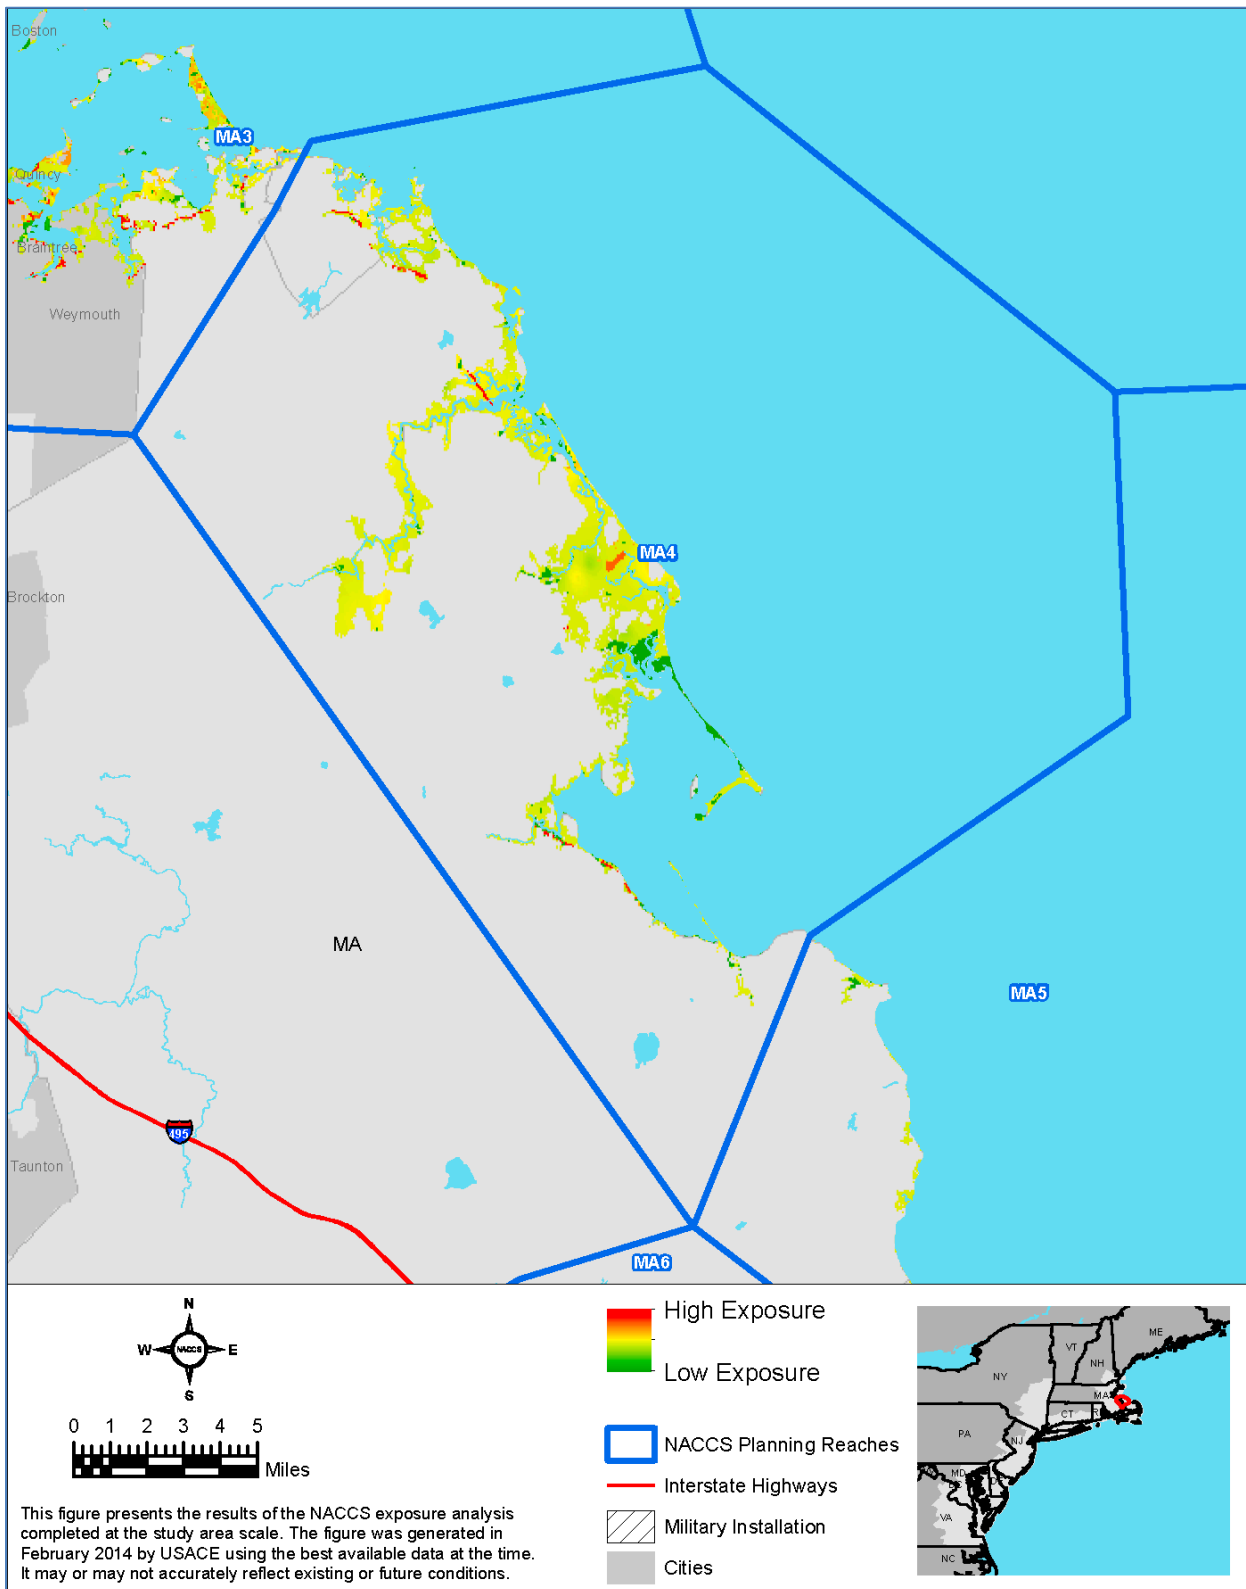 Boston
MA3
Quincy
Braintree
Weymouth
MA4
Brockton
MA
MA5
495
Taunton
MA6
N
W
NACCS
E
S
0 1 2 3 4 5
Miles
This figure presents the results of the NACCS exposure analysis
completed at the study area scale. The figure was generated in
February 2014 by USACE using the best available data at the time.
It may or may not accurately reflect existing or future conditions.
High Exposure
Low Exposure
NACCS Planning Reaches
Interstate Highways
Military Installation
Cities
ME
VT
NH
NY
MA
CT
PA
NJ
MD
VA
NC